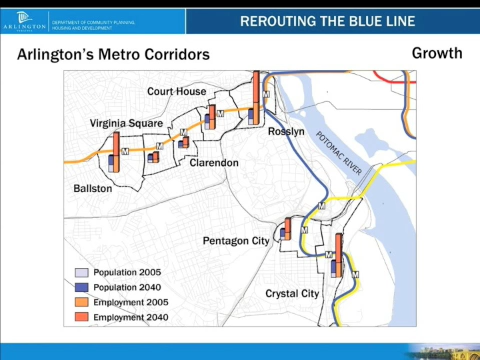 ARLINGTON
DEPARTMENT OF COMMUNITY PLANNING,
HOUSING AND DEVELOPMENT
REROUTING THE BLUE LINE
Arlington's Metro Corridors
Growth
Court House
Virginia Square
Rosslyn
Clarendon
Ballston
POTOMAC RIVER
Pentagon City
Crystal City
Population 2005
Population 2040
Employment 2005
Employment 2040
M
M
M
M
M
M
M
M